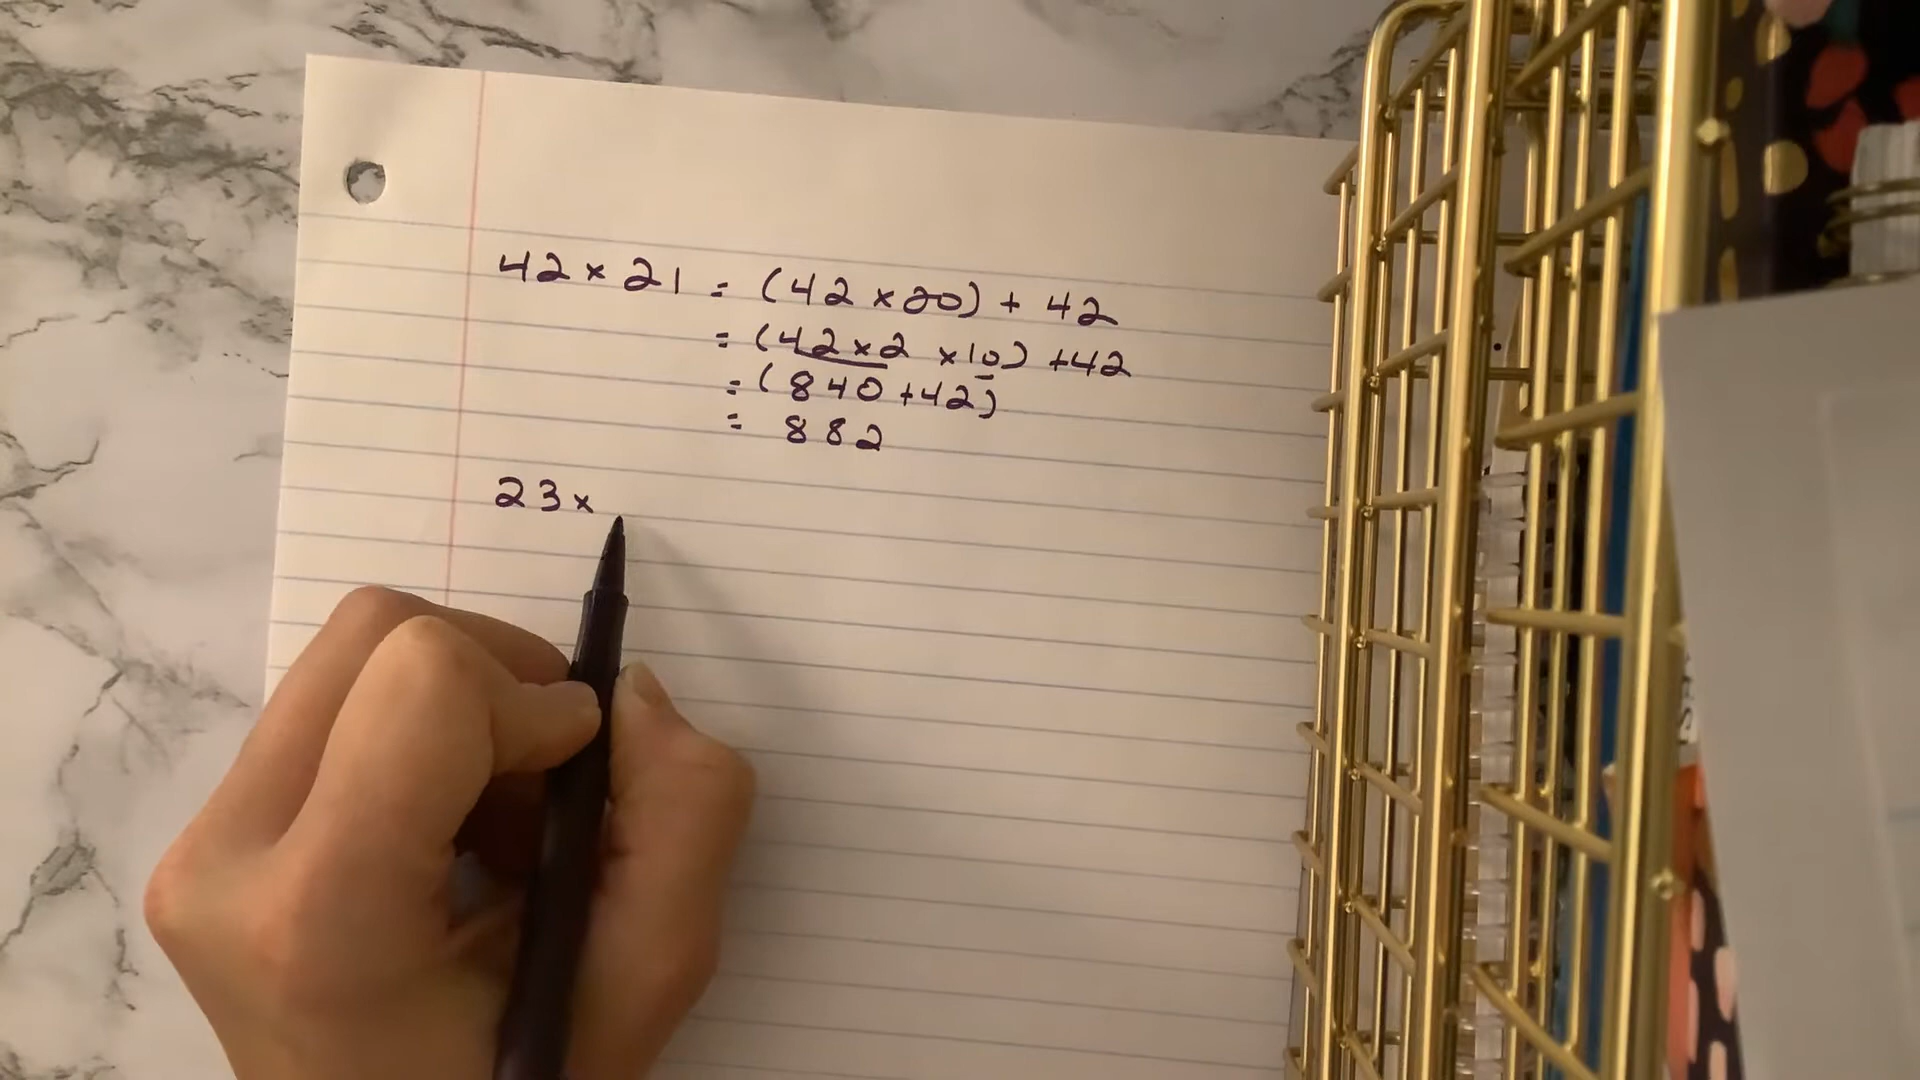 42 × 21 = (42 × 20) + 42
= (42 × 2 × 10) + 42
= (840 + 42)
= 882
23 ×